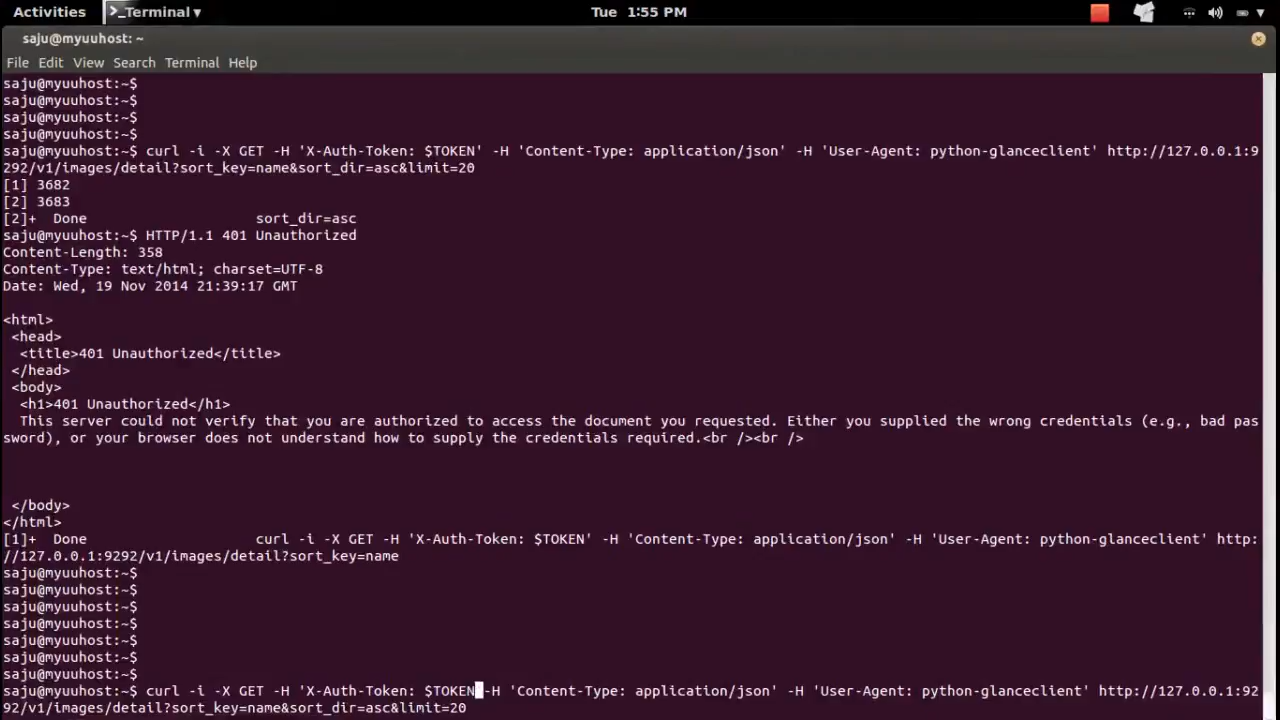 Activities Terminal Tue 1:55 PM
saju@myuuhost: ~
File Edit View Search Terminal Help
saju@myuuhost:~$
saju@myuuhost:~$
saju@myuuhost:~$
saju@myuuhost:~$
saju@myuuhost:~$ curl -i -X GET -H 'X-Auth-Token: $TOKEN' -H 'Content-Type: application/json' -H 'User-Agent: python-glanceclient' http://127.0.0.1:9
292/v1/images/detail?sort_key=name&sort_dir=asc&limit=20
[1] 3682
[2] 3683
[2]+  Done                    sort_dir=asc
saju@myuuhost:~$ HTTP/1.1 401 Unauthorized
Content-Length: 358
Content-Type: text/html; charset=UTF-8
Date: Wed, 19 Nov 2014 21:39:17 GMT
<html>
 <head>
  <title>401 Unauthorized</title>
 </head>
 <body>
  <h1>401 Unauthorized</h1>
  This server could not verify that you are authorized to access the document you requested. Either you supplied the wrong credentials (e.g., bad pas
sword), or your browser does not understand how to supply the credentials required.<br /><br />
 </body>
</html>
[1]+  Done                    curl -i -X GET -H 'X-Auth-Token: $TOKEN' -H 'Content-Type: application/json' -H 'User-Agent: python-glanceclient' http:
//127.0.0.1:9292/v1/images/detail?sort_key=name
saju@myuuhost:~$
saju@myuuhost:~$
saju@myuuhost:~$
saju@myuuhost:~$
saju@myuuhost:~$
saju@myuuhost:~$
saju@myuuhost:~$
saju@myuuhost:~$ curl -i -X GET -H 'X-Auth-Token: $TOKEN -H 'Content-Type: application/json' -H 'User-Agent: python-glanceclient' http://127.0.0.1:92
92/v1/images/detail?sort_key=name&sort_dir=asc&limit=20